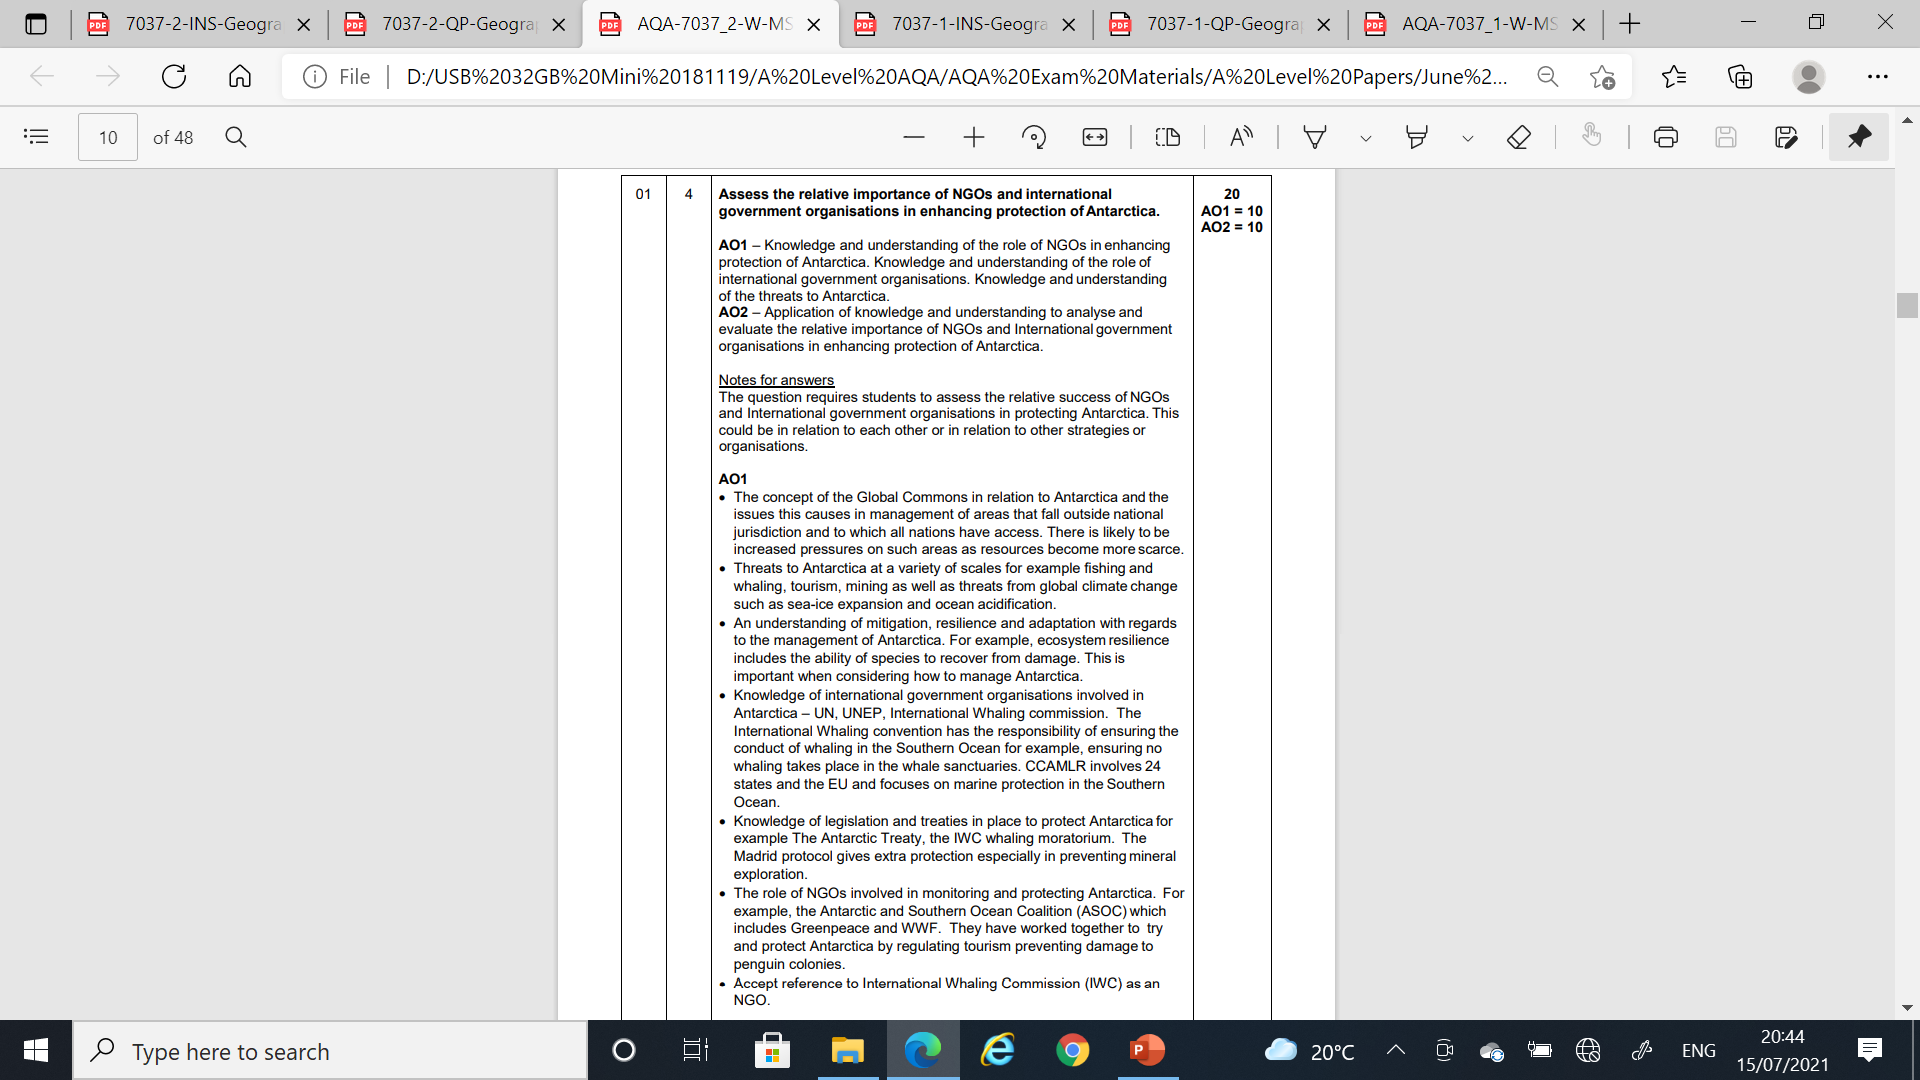 7037-2-INS-Geogra
7037-2-QP-Geogra
AQA-7037_2-W-MS
7037-1-INS-Geogra
7037-1-QP-Geogra
AQA-7037_1-W-MS
File
D:/USB%2032GB%20Mini%20181119/A%20Level%20AQA/AQA%20Exam%20Materials/A%20Level%20Papers/June%2...
10 of 48
01 4 Assess the relative importance of NGOs and international 20
government organisations in enhancing protection of Antarctica. AO1 = 10
AO2 = 10
AO1 – Knowledge and understanding of the role of NGOs in enhancing
protection of Antarctica. Knowledge and understanding of the role of
international government organisations. Knowledge and understanding
of the threats to Antarctica.
AO2 – Application of knowledge and understanding to analyse and
evaluate the relative importance of NGOs and International government
organisations in enhancing protection of Antarctica.
Notes for answers
The question requires students to assess the relative success of NGOs
and International government organisations in protecting Antarctica. This
could be in relation to each other or in relation to other strategies or
organisations.
AO1
• The concept of the Global Commons in relation to Antarctica and the
issues this causes in management of areas that fall outside national
jurisdiction and to which all nations have access. There is likely to be
increased pressures on such areas as resources become more scarce.
• Threats to Antarctica at a variety of scales for example fishing and
whaling, tourism, mining as well as threats from global climate change
such as sea-ice expansion and ocean acidification.
• An understanding of mitigation, resilience and adaptation with regards
to the management of Antarctica. For example, ecosystem resilience
includes the ability of species to recover from damage. This is
important when considering how to manage Antarctica.
• Knowledge of international government organisations involved in
Antarctica – UN, UNEP, International Whaling commission. The
International Whaling convention has the responsibility of ensuring the
conduct of whaling in the Southern Ocean for example, ensuring no
whaling takes place in the whale sanctuaries. CCAMLR involves 24
states and the EU and focuses on marine protection in the Southern
Ocean.
• Knowledge of legislation and treaties in place to protect Antarctica for
example The Antarctic Treaty, the IWC whaling moratorium. The
Madrid protocol gives extra protection especially in preventing mineral
exploration.
• The role of NGOs involved in monitoring and protecting Antarctica. For
example, the Antarctic and Southern Ocean Coalition (ASOC) which
includes Greenpeace and WWF. They have worked together to try
and protect Antarctica by regulating tourism preventing damage to
penguin colonies.
• Accept reference to International Whaling Commission (IWC) as an
NGO.
Type here to search
20°C
ENG
20:44
15/07/2021